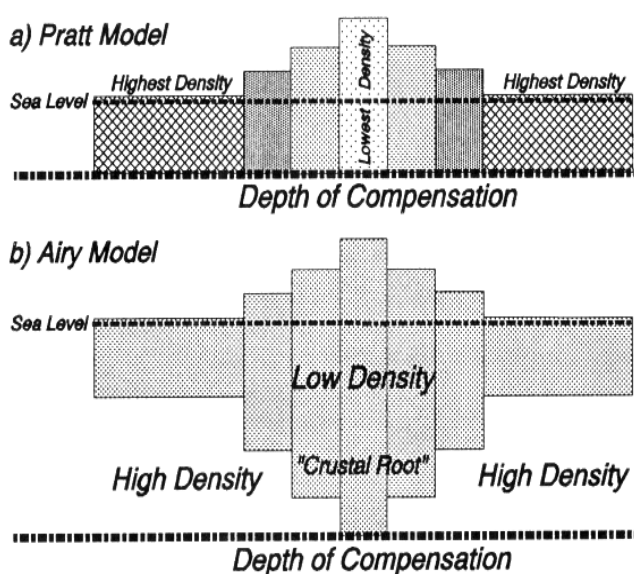 a) Pratt Model
Highest Density
Lowest Density
Highest Density
Sea Level
Depth of Compensation
b) Airy Model
Sea Level
Low Density
"Crustal Root"
High Density
High Density
Depth of Compensation